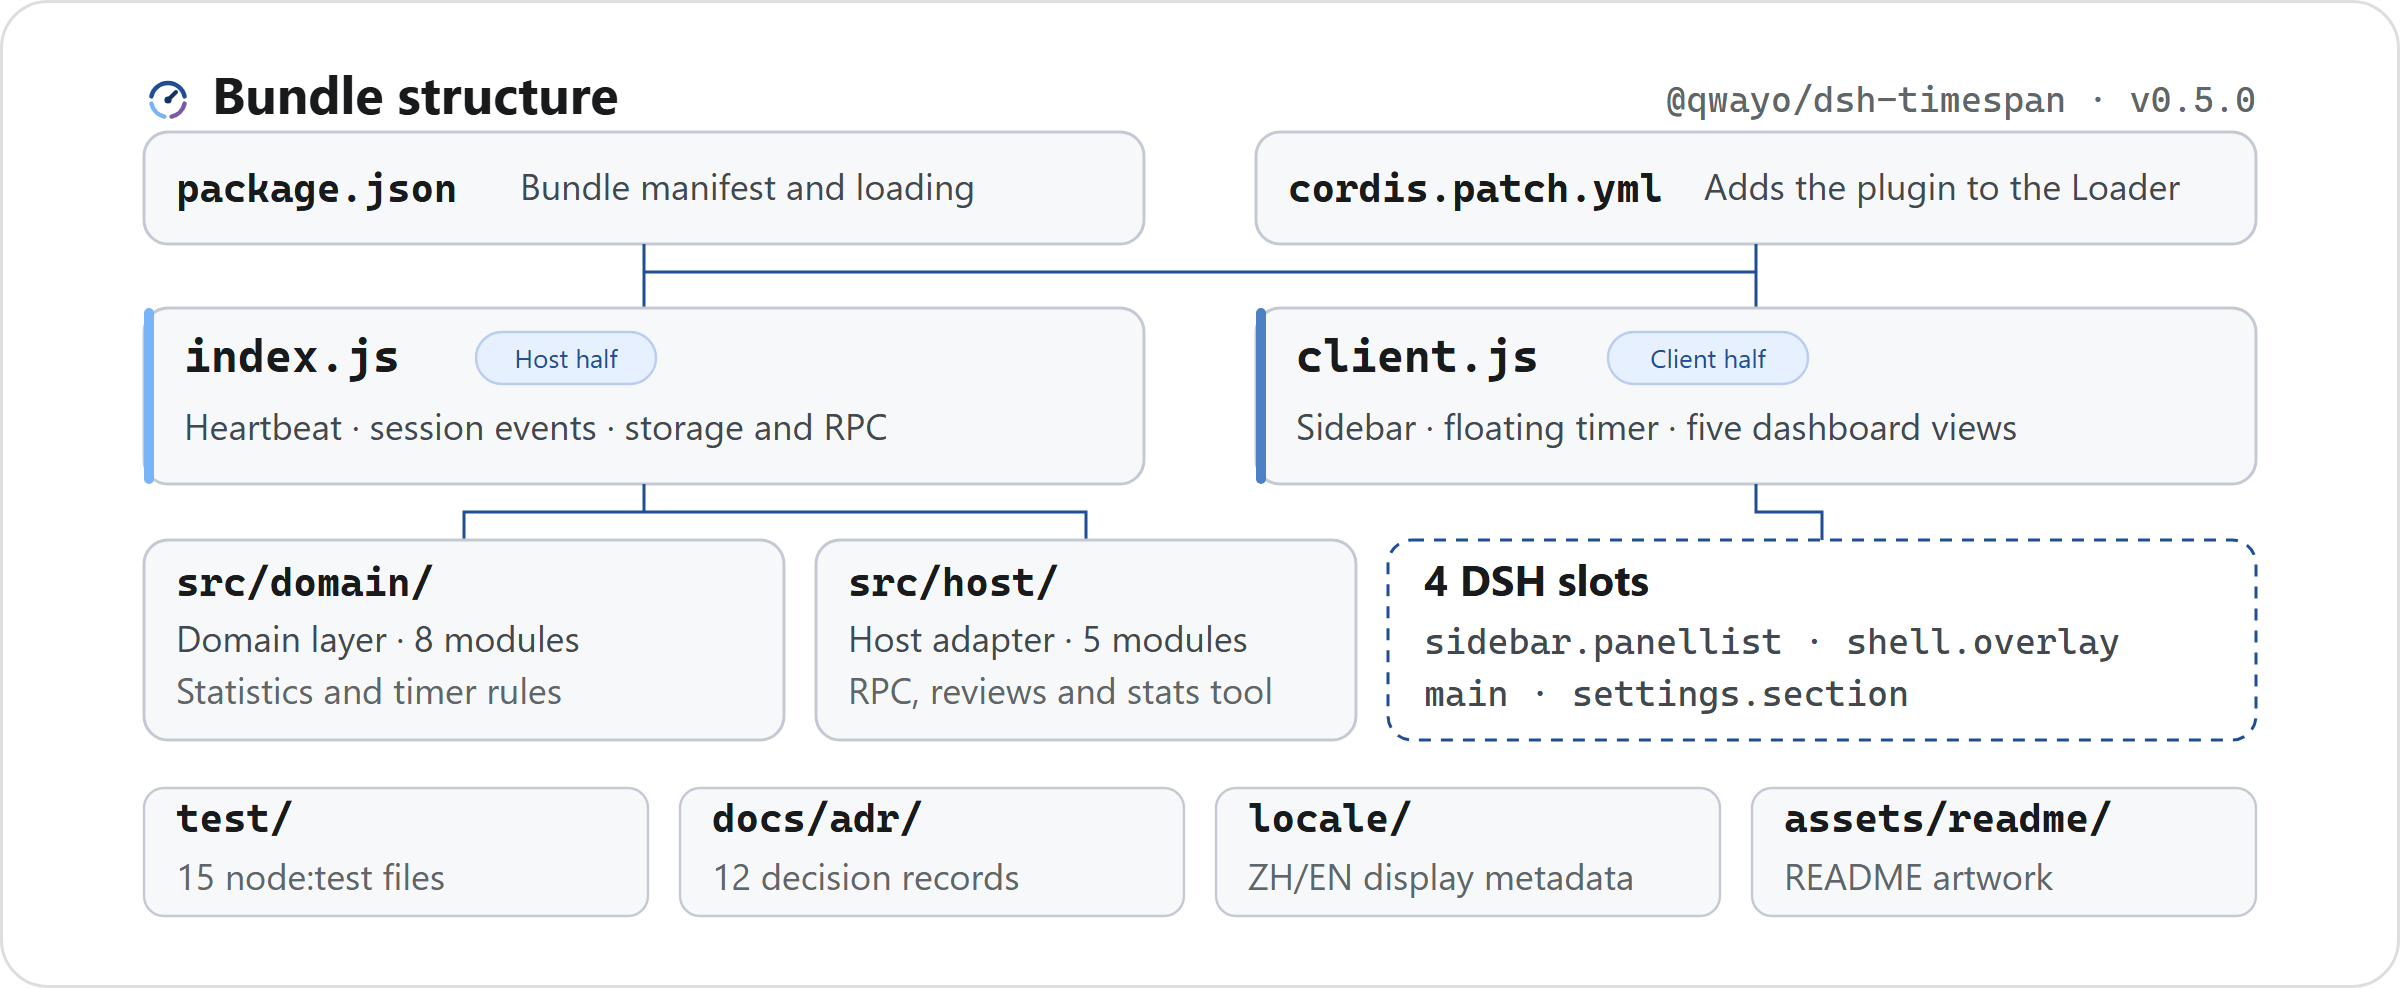 Bundle structure
@qwayo/dsh-timespan · v0.5.0
package.json Bundle manifest and loading
cordis.patch.yml Adds the plugin to the Loader
index.js Host half
Heartbeat · session events · storage and RPC
client.js Client half
Sidebar · floating timer · five dashboard views
src/domain/
Domain layer · 8 modules
Statistics and timer rules
src/host/
Host adapter · 5 modules
RPC, reviews and stats tool
4 DSH slots
sidebar.panellist · shell.overlay
main · settings.section
test/
15 node:test files
docs/adr/
12 decision records
locale/
ZH/EN display metadata
assets/readme/
README artwork